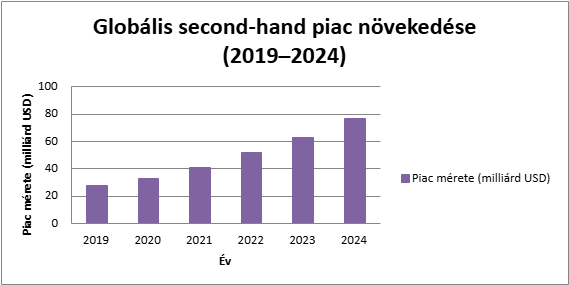 Globális second-hand piac növekedése
(2019–2024)
Piac mérete (milliárd USD)
100
80
60
40
20
0
2019 2020 2021 2022 2023 2024
Év
Piac mérete (milliárd USD)